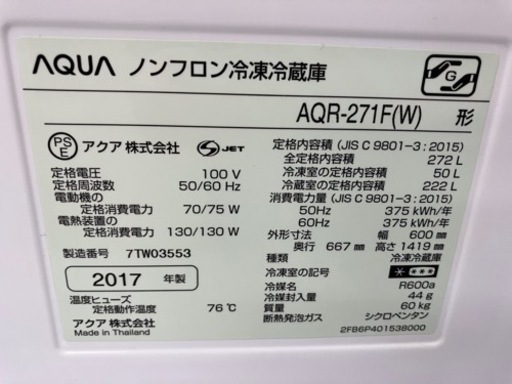 AQUA ノンフロン冷凍冷蔵庫
G
AQR-271F(W) 形
PS E アクア株式会社 JET
定格電圧 100 V
定格周波数 50/60 Hz
電動機の
定格消費電力 70/75 W
電熱装置の
定格消費電力 130/130 W
製造番号 7TW03553
2017 年製
温度ヒューズ
定格動作温度 76℃
アクア株式会社
Made in Thailand
定格内容積 (JIS C 9801-3 : 2015)
全定格内容積 272 L
冷凍室の定格内容積 50 L
冷蔵室の定格内容積 222 L
消費電力量 (JIS C 9801-3 : 2015)
50Hz 375 kWh/年
60Hz 375 kWh/年
外形寸法 幅 600 mm
奥行 667 mm 高さ 1419 mm
種類 冷凍冷蔵庫
冷凍室の記号
冷媒名 R600a
冷媒封入量 44g
質量 60 kg
断熱発泡ガス シクロペンタン
2FB6P401538000